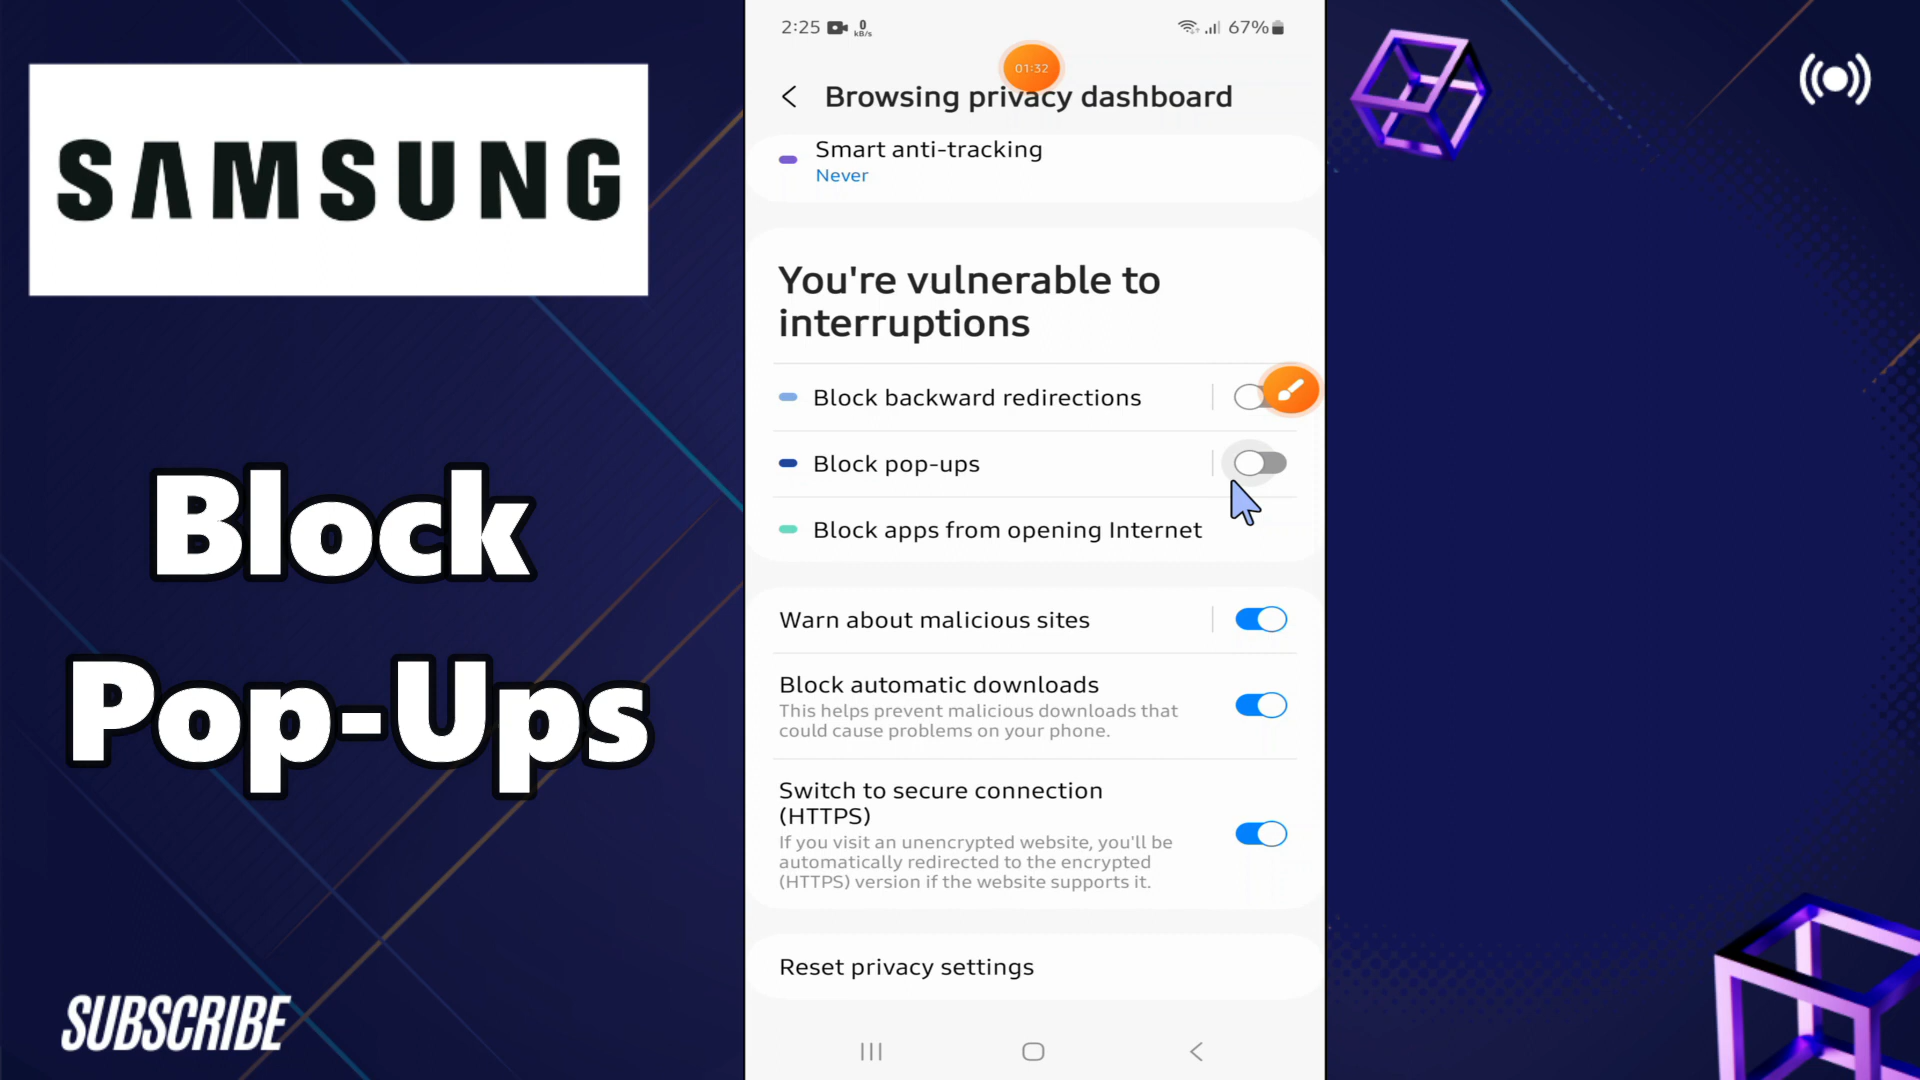 SAMSUNG
Block
Pop-Ups
SUBSCRIBE
2:25 0 kB/s 67%
01:32
Browsing privacy dashboard
Smart anti-tracking
Never
You're vulnerable to
interruptions
Block backward redirections
Block pop-ups
Block apps from opening Internet
Warn about malicious sites
Block automatic downloads
This helps prevent malicious downloads that
could cause problems on your phone.
Switch to secure connection
(HTTPS)
If you visit an unencrypted website, you'll be
automatically redirected to the encrypted
(HTTPS) version if the website supports it.
Reset privacy settings